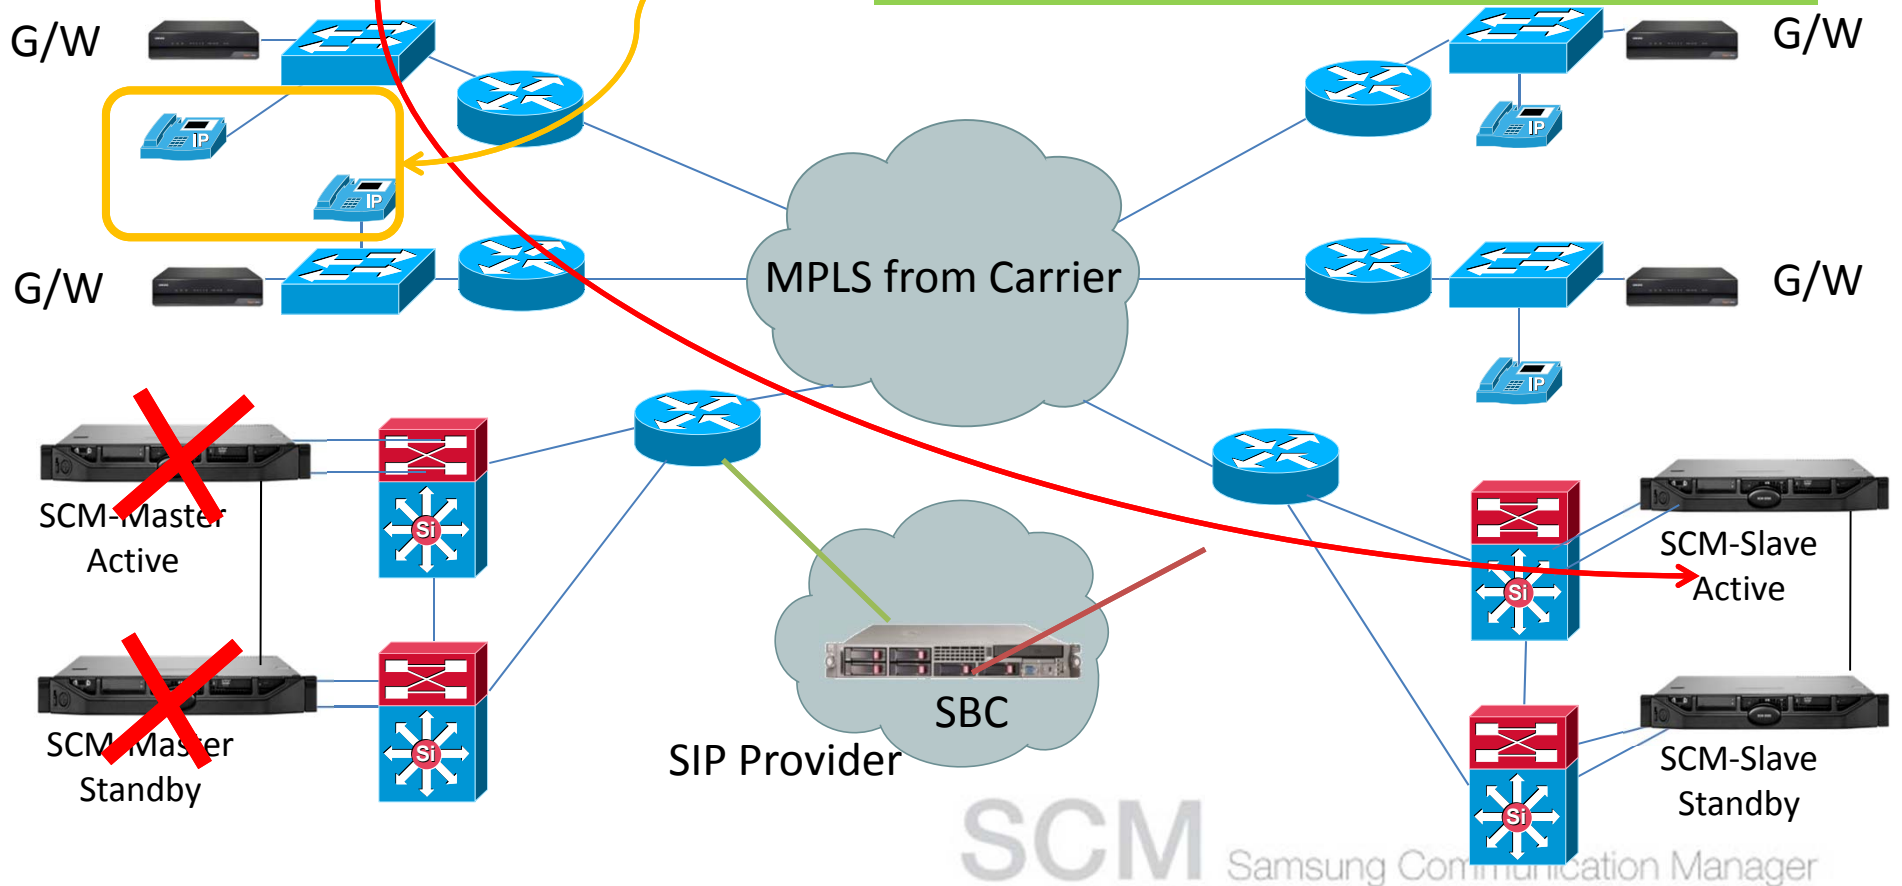 G/W
G/W
IP
IP
IP
G/W
MPLS from Carrier
G/W
IP
SCM-Master
Active
Si
SCM-Slave
Active
Si
SCM-Master
Standby
Si
SBC
SIP Provider
SCM-Slave
Standby
Si
SCM Samsung Communication Manager